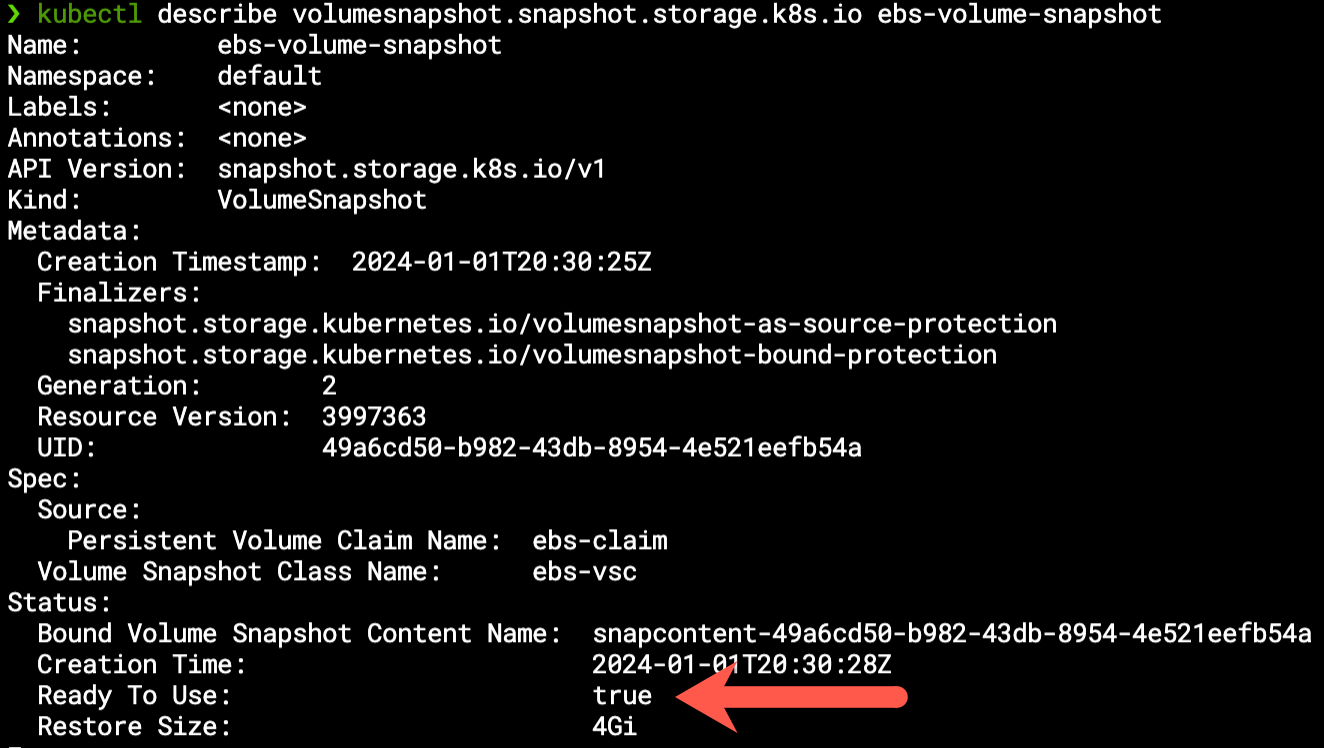 ❯ kubectl describe volumesnapshot.snapshot.storage.k8s.io ebs-volume-snapshot
Name:         ebs-volume-snapshot
Namespace:    default
Labels:       <none>
Annotations:  <none>
API Version:  snapshot.storage.k8s.io/v1
Kind:         VolumeSnapshot
Metadata:
  Creation Timestamp:  2024-01-01T20:30:25Z
  Finalizers:
    snapshot.storage.kubernetes.io/volumesnapshot-as-source-protection
    snapshot.storage.kubernetes.io/volumesnapshot-bound-protection
  Generation:        2
  Resource Version:  3997363
  UID:               49a6cd50-b982-43db-8954-4e521eefb54a
Spec:
  Source:
    Persistent Volume Claim Name:  ebs-claim
  Volume Snapshot Class Name:      ebs-vsc
Status:
  Bound Volume Snapshot Content Name:  snapcontent-49a6cd50-b982-43db-8954-4e521eefb54a
  Creation Time:                       2024-01-01T20:30:28Z
  Ready To Use:                        true
  Restore Size:                        4Gi